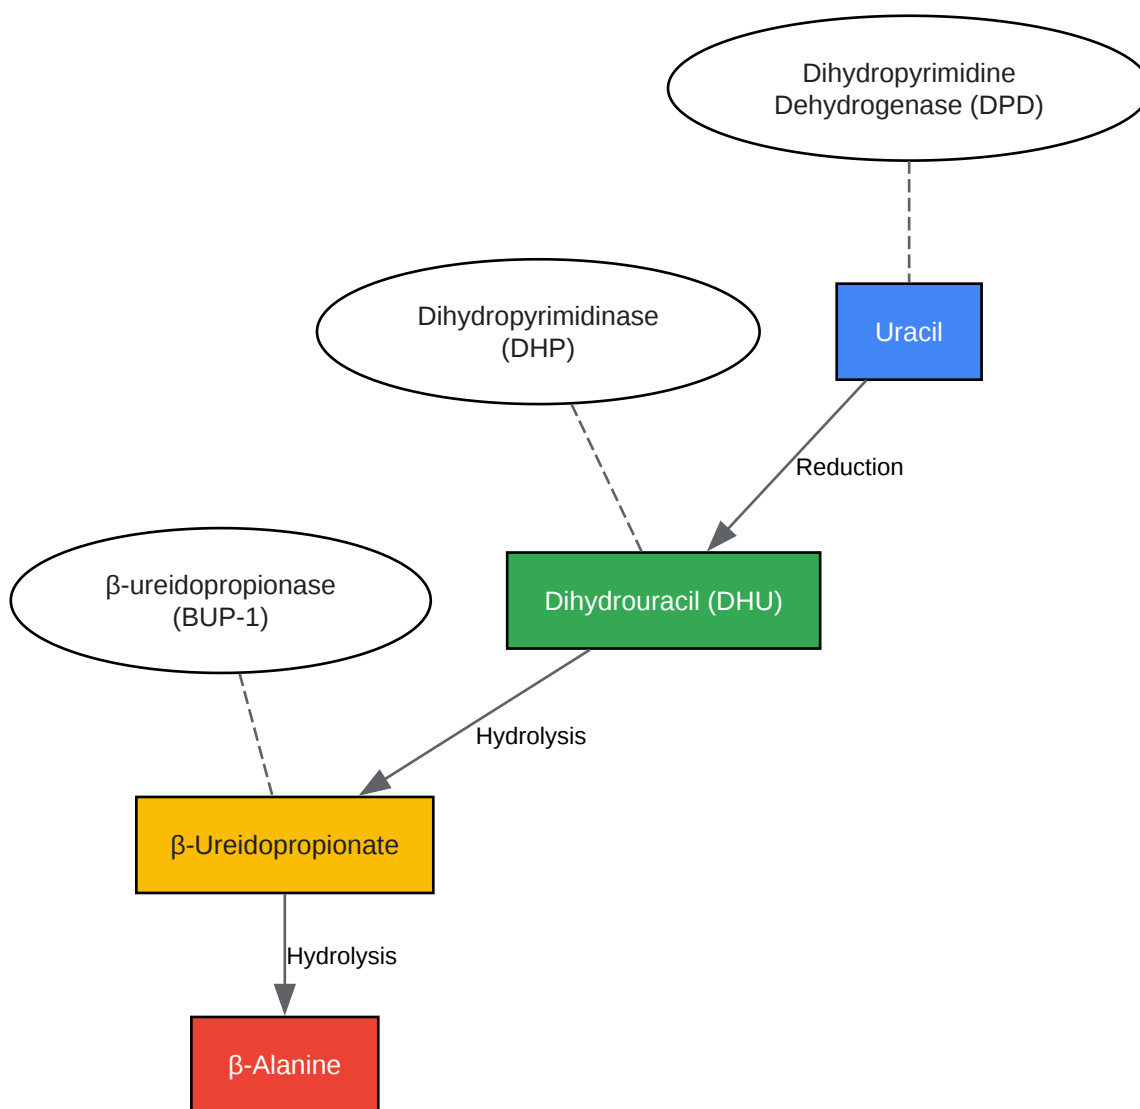 Dihydropyrimidine
Dehydrogenase (DPD)
Dihydropyrimidinase
(DHP)
Uracil
Reduction
β-ureidopropionase
(BUP-1)
Dihydrouracil (DHU)
Hydrolysis
β-Ureidopropionate
Hydrolysis
β-Alanine